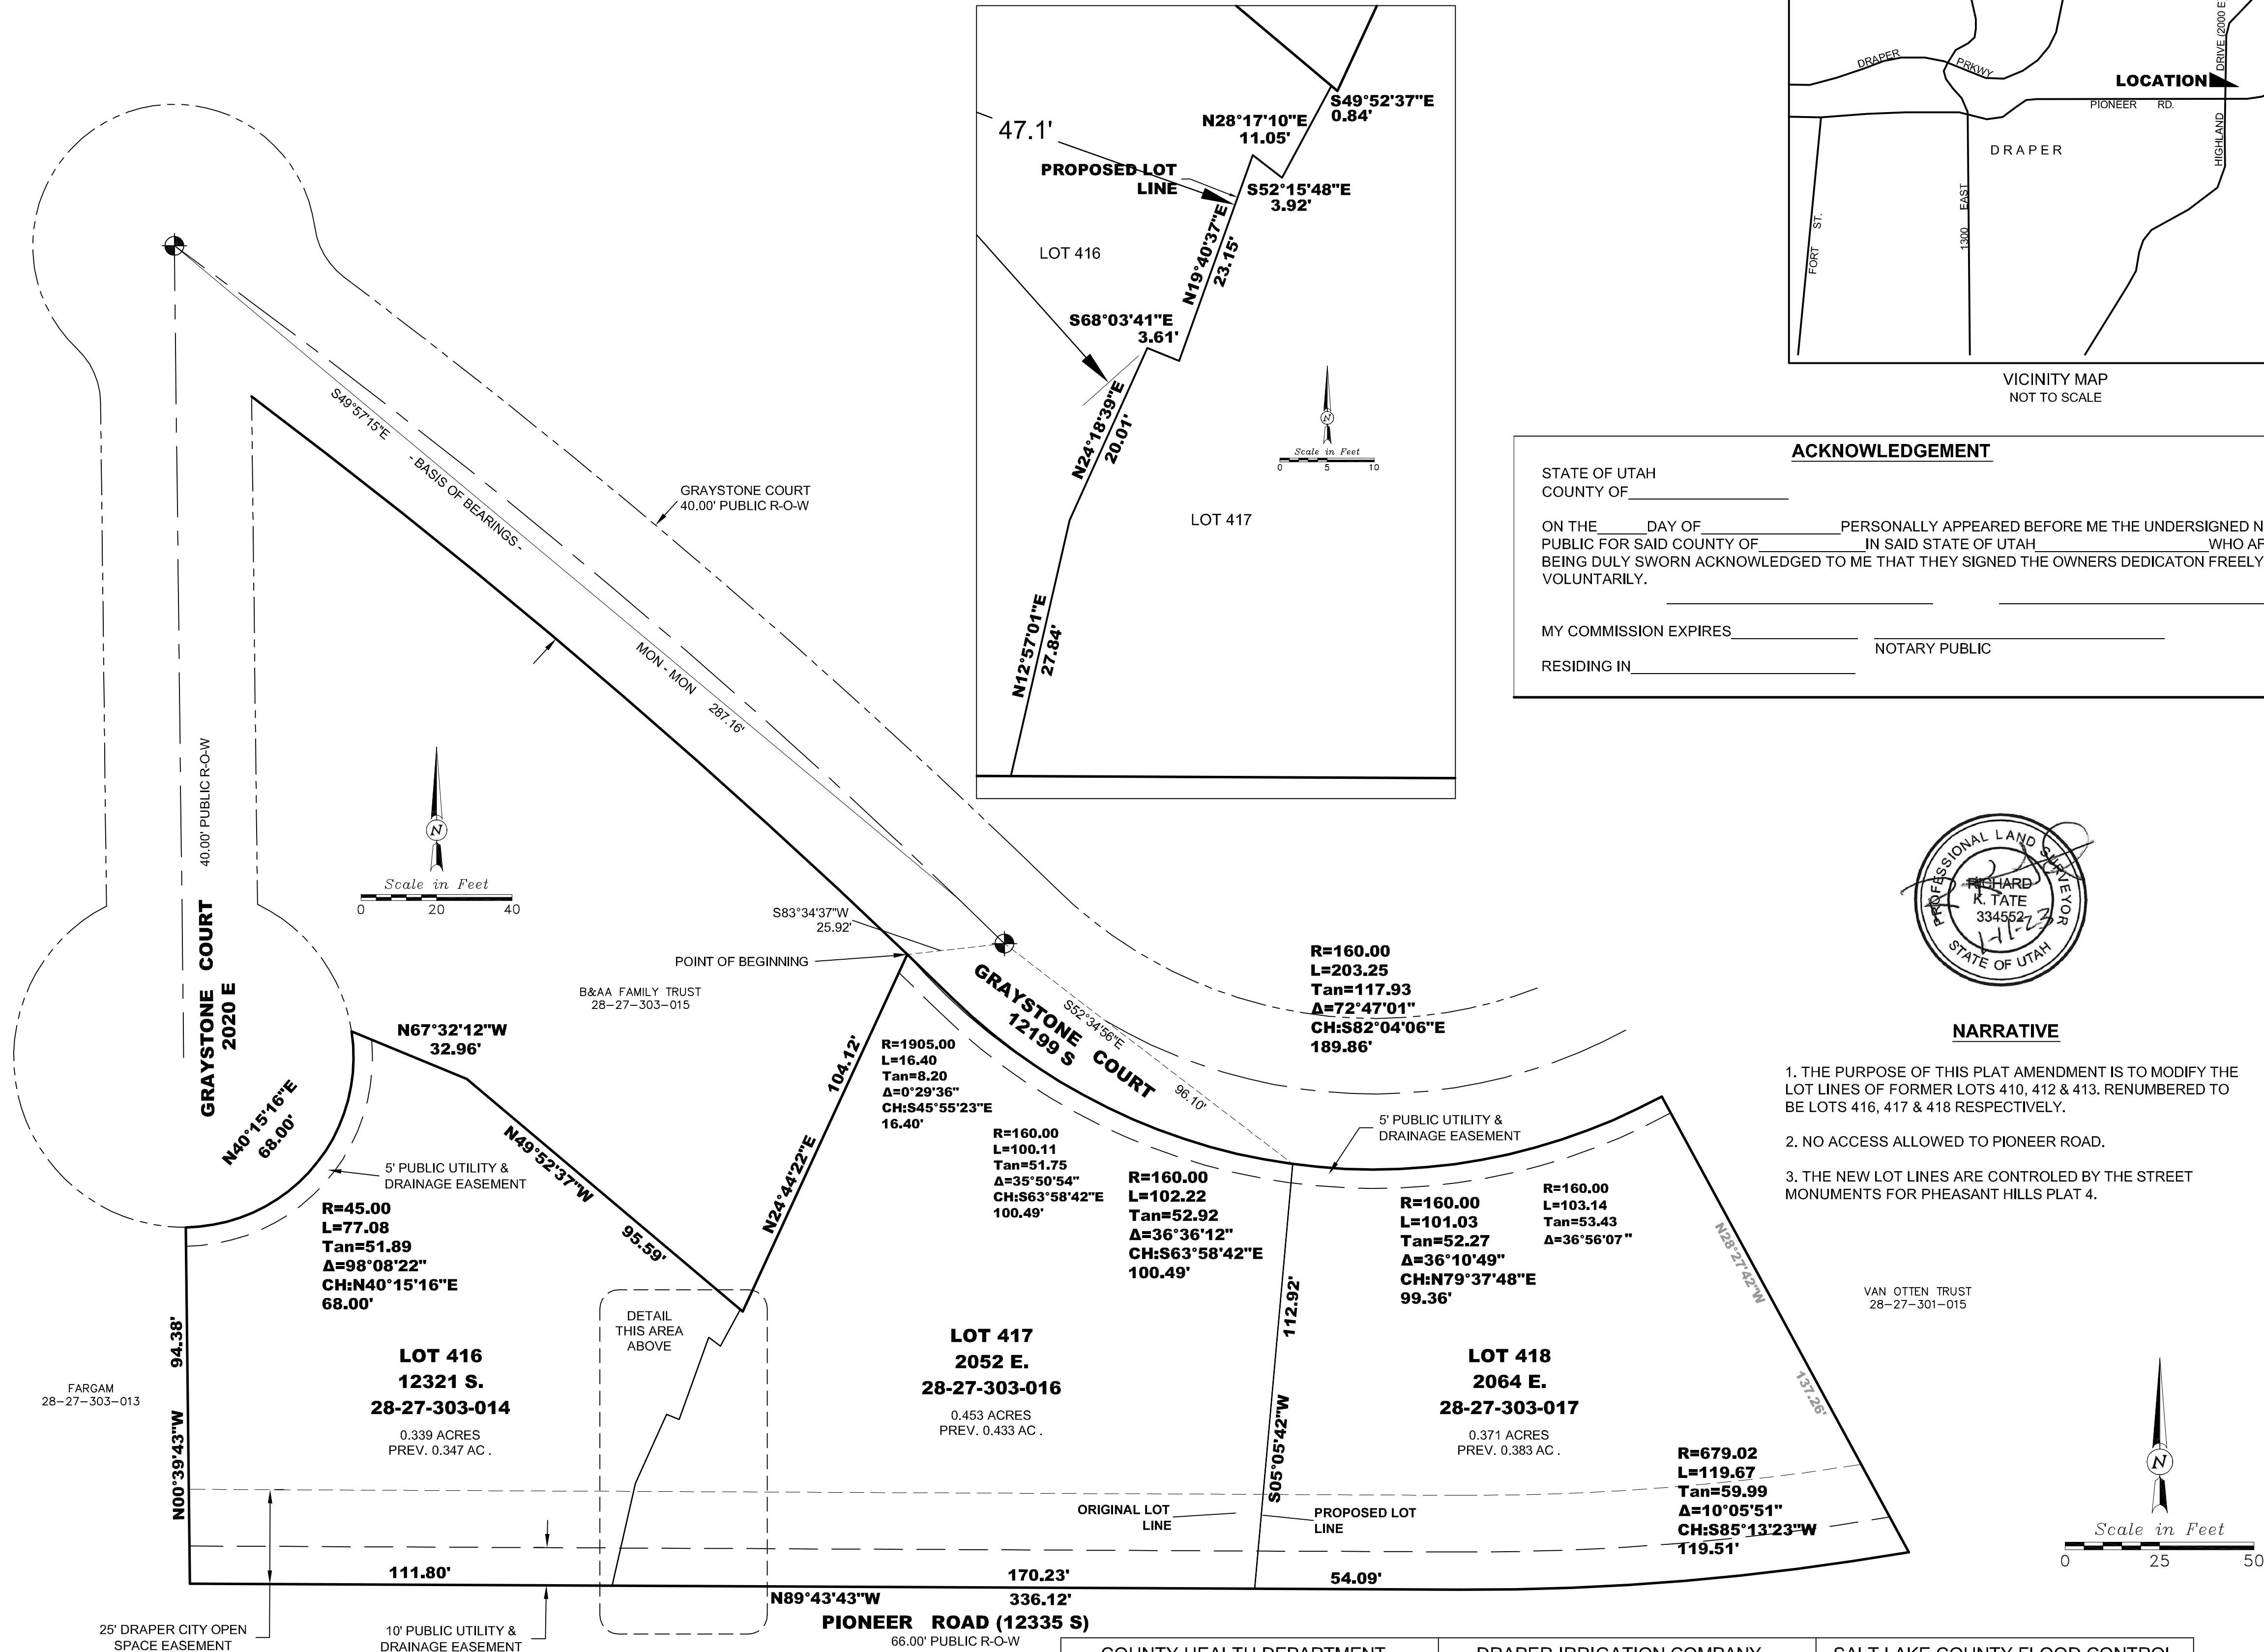 47.1'
PROPOSED LOT
LINE
N28°17'10"E
11.05'
S49°52'37"E
0.84'
S52°15'48"E
3.92'
N19°40'37"E
23.15'
LOT 416
S68°03'41"E
3.61'
N24°18'39"E
20.01'
LOT 417
N12°57'01"E
27.84'
N
Scale in Feet
0 5 10
DRAPER PRKWY
LOCATION
PIONEER RD.
DRAPER
FORT ST.
1300 EAST
HIGHLAND DRIVE (2000 E
VICINITY MAP
NOT TO SCALE
ACKNOWLEDGEMENT
STATE OF UTAH
COUNTY OF
ON THE DAY OF PERSONALLY APPEARED BEFORE ME THE UNDERSIGNED N
PUBLIC FOR SAID COUNTY OF IN SAID STATE OF UTAH WHO AF
BEING DULY SWORN ACKNOWLEDGED TO ME THAT THEY SIGNED THE OWNERS DEDICATON FREELY
VOLUNTARILY.
MY COMMISSION EXPIRES
NOTARY PUBLIC
RESIDING IN
S49°57'15"E
- BASIS OF BEARINGS -
MON - MON 287.16'
GRAYSTONE COURT
40.00' PUBLIC R-O-W
40.00' PUBLIC R-O-W
GRAYSTONE COURT
2020 E
N
Scale in Feet
0 20 40
S83°34'37"W
25.92'
POINT OF BEGINNING
B&AA FAMILY TRUST
28-27-303-015
GRAYSTONE COURT
12199 S
S52°34'56"E
96.10'
R=160.00
L=203.25
Tan=117.93
Δ=72°47'01"
CH:S82°04'06"E
189.86'
PROFESSIONAL LAND SURVEYOR
RICHARD
K. TATE
334552
1-11-23
STATE OF UTAH
NARRATIVE
1. THE PURPOSE OF THIS PLAT AMENDMENT IS TO MODIFY THE
LOT LINES OF FORMER LOTS 410, 412 & 413. RENUMBERED TO
BE LOTS 416, 417 & 418 RESPECTIVELY.
2. NO ACCESS ALLOWED TO PIONEER ROAD.
3. THE NEW LOT LINES ARE CONTROLED BY THE STREET
MONUMENTS FOR PHEASANT HILLS PLAT 4.
N67°32'12"W
32.96'
N40°15'16"E
68.00'
N49°52'37"W
95.59'
5' PUBLIC UTILITY &
DRAINAGE EASEMENT
R=45.00
L=77.08
Tan=51.89
Δ=98°08'22"
CH:N40°15'16"E
68.00'
104.12'
N24°44'22"E
R=1905.00
L=16.40
Tan=8.20
Δ=0°29'36"
CH:S45°55'23"E
16.40'
R=160.00
L=100.11
Tan=51.75
Δ=35°50'54"
CH:S63°58'42"E
100.49'
R=160.00
L=102.22
Tan=52.92
Δ=36°36'12"
CH:S63°58'42"E
100.49'
5' PUBLIC UTILITY &
DRAINAGE EASEMENT
R=160.00
L=101.03
Tan=52.27
Δ=36°10'49"
CH:N79°37'48"E
99.36'
R=160.00
L=103.14
Tan=53.43
Δ=36°56'07"
N28°27'42"W
137.26'
VAN OTTEN TRUST
28-27-301-015
FARGAM
28-27-303-013
94.38'
N00°39'43"W
LOT 416
12321 S.
28-27-303-014
0.339 ACRES
PREV. 0.347 AC .
DETAIL
THIS AREA
ABOVE
LOT 417
2052 E.
28-27-303-016
0.453 ACRES
PREV. 0.433 AC .
112.92'
S05°05'42"W
LOT 418
2064 E.
28-27-303-017
0.371 ACRES
PREV. 0.383 AC .
R=679.02
L=119.67
Tan=59.99
Δ=10°05'51"
CH:S85°13'23"W
119.51'
ORIGINAL LOT
LINE
PROPOSED LOT
LINE
N
Scale in Feet
0 25 50
111.80'
170.23'
54.09'
N89°43'43"W 336.12'
PIONEER ROAD (12335 S)
66.00' PUBLIC R-O-W
25' DRAPER CITY OPEN
SPACE EASEMENT
10' PUBLIC UTILITY &
DRAINAGE EASEMENT
COUNTY HEALTH DEPARTMENT
DRAPER IRRIGATION COMPANY
SALT LAKE COUNTY FLOOD CONTROL